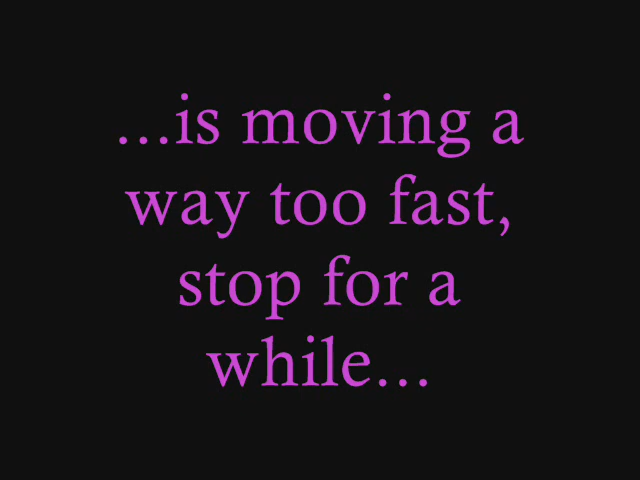 ...is moving a
way too fast,
stop for a
while...